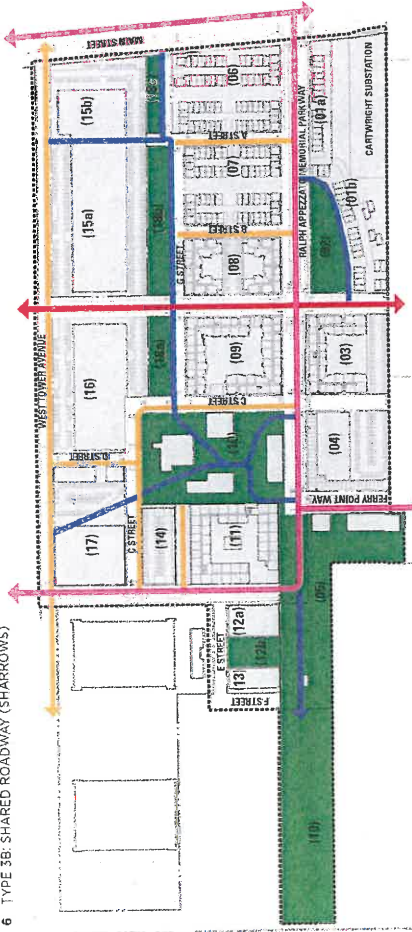 6 TYPE 3B: SHARED ROADWAY (SHARROWS)
MAIN STREET
WEST TOWER AVENUE
(15b)
(15a)
(16)
(17)
(06)
A STREET
(07)
B STREET
G STREET
(08)
(09)
C STREET
D STREET
C STREET
(14)
(11)
RALPH APPEZZATO MEMORIAL PARKWAY
(01a)
(01b)
CARTWRIGHT SUBSTATION
(03)
(04)
FERRY POINT WAY
(05)
E STREET
(12a)
(12b)
(13)
F STREET